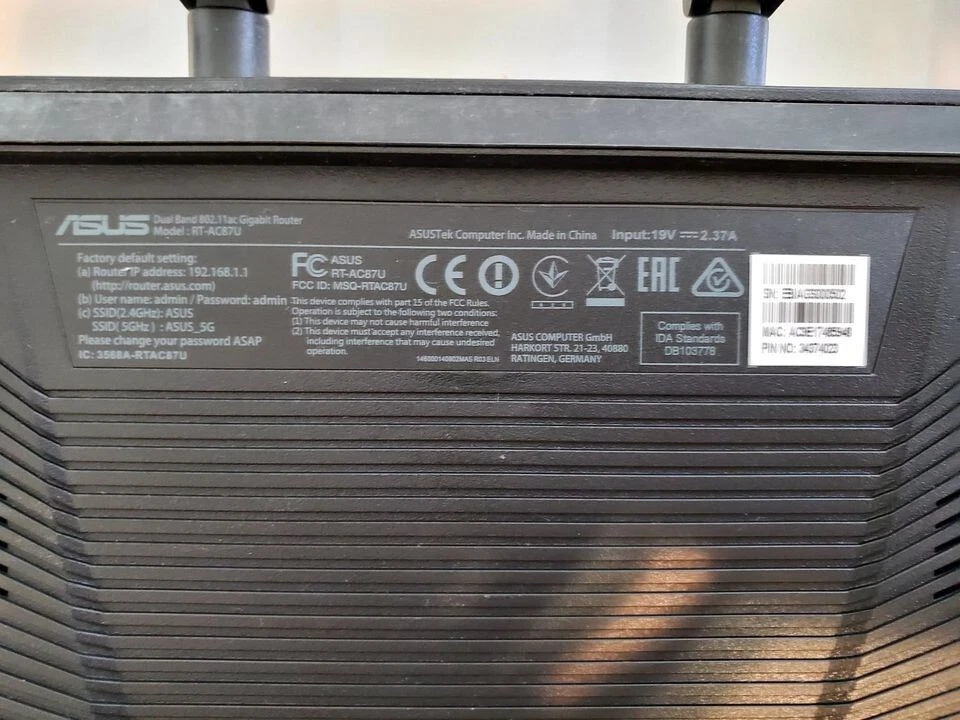 ASUS Dual Band 802.11ac Gigabit Router
Model : RT-AC87U
ASUSTek Computer Inc. Made in China Input:19V ⎓ 2.37A
Factory default setting:
(a) Router IP address: 192.168.1.1
(http://router.asus.com)
(b) User name: admin / Password: admin
(c) SSID(2.4GHz): ASUS
SSID(5GHz) : ASUS_5G
Please change your password ASAP
IC: 3568A-RTAC87U
FC ASUS
RT-AC87U
FCC ID: MSQ-RTAC87U
This device complies with part 15 of the FCC Rules.
Operation is subject to the following two conditions:
(1) This device may not cause harmful interference
(2) This device must accept any interference received,
including interference that may cause undesired
operation.
CE
EAC
146000140902MAS R03 ELN
ASUS COMPUTER GmbH
HARKORT STR. 21-23, 40880
RATINGEN, GERMANY
Complies with
IDA Standards
DB103778
SN:
MAC:
PIN NO: